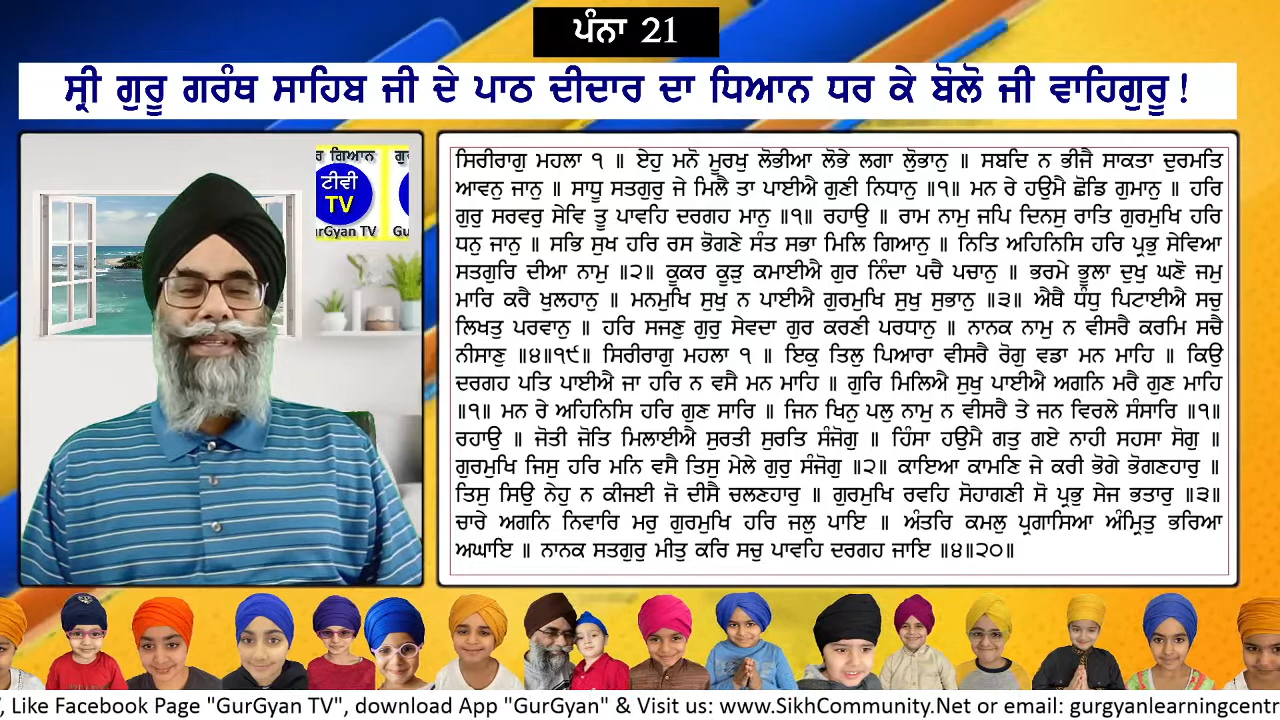 ਪੰਨਾ 21
ਸ੍ਰੀ ਗੁਰੂ ਗਰੰਥ ਸਾਹਿਬ ਜੀ ਦੇ ਪਾਠ ਦੀਦਾਰ ਦਾ ਧਿਆਨ ਧਰ ਕੇ ਬੋਲੋ ਜੀ ਵਾਹਿਗੁਰੂ!
ਰ ਗਿਆਨ ਗੁ
ਟੀਵੀ
TV
urGyan TV Gu
ਸਿਰੀਰਾਗੁ ਮਹਲਾ ੧ ॥ ਏਹੁ ਮਨੋ ਮੂਰਖੁ ਲੋਭੀਆ ਲੋਭੇ ਲਗਾ ਲੋੁਭਾਨੁ ॥ ਸਬਦਿ ਨ ਭੀਜੈ ਸਾਕਤਾ ਦੁਰਮਤਿ
ਆਵਨੁ ਜਾਨੁ ॥ ਸਾਧੂ ਸਤਗੁਰੁ ਜੇ ਮਿਲੈ ਤਾ ਪਾਈਐ ਗੁਣੀ ਨਿਧਾਨੁ ॥੧॥ ਮਨ ਰੇ ਹਉਮੈ ਛੋਡਿ ਗੁਮਾਨੁ ॥ ਹਰਿ
ਗੁਰੁ ਸਰਵਰੁ ਸੇਵਿ ਤੂ ਪਾਵਹਿ ਦਰਗਹ ਮਾਨੁ ॥੧॥ ਰਹਾਉ ॥ ਰਾਮ ਨਾਮੁ ਜਪਿ ਦਿਨਸੁ ਰਾਤਿ ਗੁਰਮੁਖਿ ਹਰਿ
ਧਨੁ ਜਾਨੁ ॥ ਸਭਿ ਸੁਖ ਹਰਿ ਰਸ ਭੋਗਣੇ ਸੰਤ ਸਭਾ ਮਿਲਿ ਗਿਆਨੁ ॥ ਨਿਤਿ ਅਹਿਨਿਸਿ ਹਰਿ ਪ੍ਰਭੁ ਸੇਵਿਆ
ਸਤਗੁਰਿ ਦੀਆ ਨਾਮੁ ॥੨॥ ਕੂਕਰ ਕੂੜੁ ਕਮਾਈਐ ਗੁਰ ਨਿੰਦਾ ਪਚੈ ਪਚਾਨੁ ॥ ਭਰਮੇ ਭੂਲਾ ਦੁਖੁ ਘਣੋ ਜਮੁ
ਮਾਰਿ ਕਰੈ ਖੁਲਹਾਨੁ ॥ ਮਨਮੁਖਿ ਸੁਖੁ ਨ ਪਾਈਐ ਗੁਰਮੁਖਿ ਸੁਖੁ ਸੁਭਾਨੁ ॥੩॥ ਐਥੈ ਧੰਧੁ ਪਿਟਾਈਐ ਸਚੁ
ਲਿਖਤੁ ਪਰਵਾਨੁ ॥ ਹਰਿ ਸਜਣੁ ਗੁਰੁ ਸੇਵਦਾ ਗੁਰ ਕਰਣੀ ਪਰਧਾਨੁ ॥ ਨਾਨਕ ਨਾਮੁ ਨ ਵੀਸਰੈ ਕਰਮਿ ਸਚੈ
ਨੀਸਾਣੁ ॥੪॥੧੯॥ ਸਿਰੀਰਾਗੁ ਮਹਲਾ ੧ ॥ ਇਕੁ ਤਿਲੁ ਪਿਆਰਾ ਵੀਸਰੈ ਰੋਗੁ ਵਡਾ ਮਨ ਮਾਹਿ ॥ ਕਿਉ
ਦਰਗਹ ਪਤਿ ਪਾਈਐ ਜਾ ਹਰਿ ਨ ਵਸੈ ਮਨ ਮਾਹਿ ॥ ਗੁਰਿ ਮਿਲਿਐ ਸੁਖੁ ਪਾਈਐ ਅਗਨਿ ਮਰੈ ਗੁਣ ਮਾਹਿ
॥੧॥ ਮਨ ਰੇ ਅਹਿਨਿਸਿ ਹਰਿ ਗੁਣ ਸਾਰਿ ॥ ਜਿਨ ਖਿਨੁ ਪਲੁ ਨਾਮੁ ਨ ਵੀਸਰੈ ਤੇ ਜਨ ਵਿਰਲੇ ਸੰਸਾਰਿ ॥੧॥
ਰਹਾਉ ॥ ਜੋਤੀ ਜੋਤਿ ਮਿਲਾਈਐ ਸੁਰਤੀ ਸੁਰਤਿ ਸੰਜੋਗੁ ॥ ਹਿੰਸਾ ਹਉਮੈ ਗਤੁ ਗਏ ਨਾਹੀ ਸਹਸਾ ਸੋਗੁ ॥
ਗੁਰਮੁਖਿ ਜਿਸੁ ਹਰਿ ਮਨਿ ਵਸੈ ਤਿਸੁ ਮੇਲੇ ਗੁਰੁ ਸੰਜੋਗੁ ॥੨॥ ਕਾਇਆ ਕਾਮਣਿ ਜੇ ਕਰੀ ਭੋਗੇ ਭੋਗਣਹਾਰੁ ॥
ਤਿਸੁ ਸਿਉ ਨੇਹੁ ਨ ਕੀਜਈ ਜੋ ਦੀਸੈ ਚਲਣਹਾਰੁ ॥ ਗੁਰਮੁਖਿ ਰਵਹਿ ਸੋਹਾਗਣੀ ਸੋ ਪ੍ਰਭੁ ਸੇਜ ਭਤਾਰੁ ॥੩॥
ਚਾਰੇ ਅਗਨਿ ਨਿਵਾਰਿ ਮਰੁ ਗੁਰਮੁਖਿ ਹਰਿ ਜਲੁ ਪਾਇ ॥ ਅੰਤਰਿ ਕਮਲੁ ਪ੍ਰਗਾਸਿਆ ਅੰਮ੍ਰਿਤੁ ਭਰਿਆ
ਅਘਾਇ ॥ ਨਾਨਕ ਸਤਗੁਰੁ ਮੀਤੁ ਕਰਿ ਸਚੁ ਪਾਵਹਿ ਦਰਗਹ ਜਾਇ ॥੪॥੨੦॥
, Like Facebook Page "GurGyan TV", download App "GurGyan" & Visit us: www.SikhCommunity.Net or email: gurgyanlearningcentr